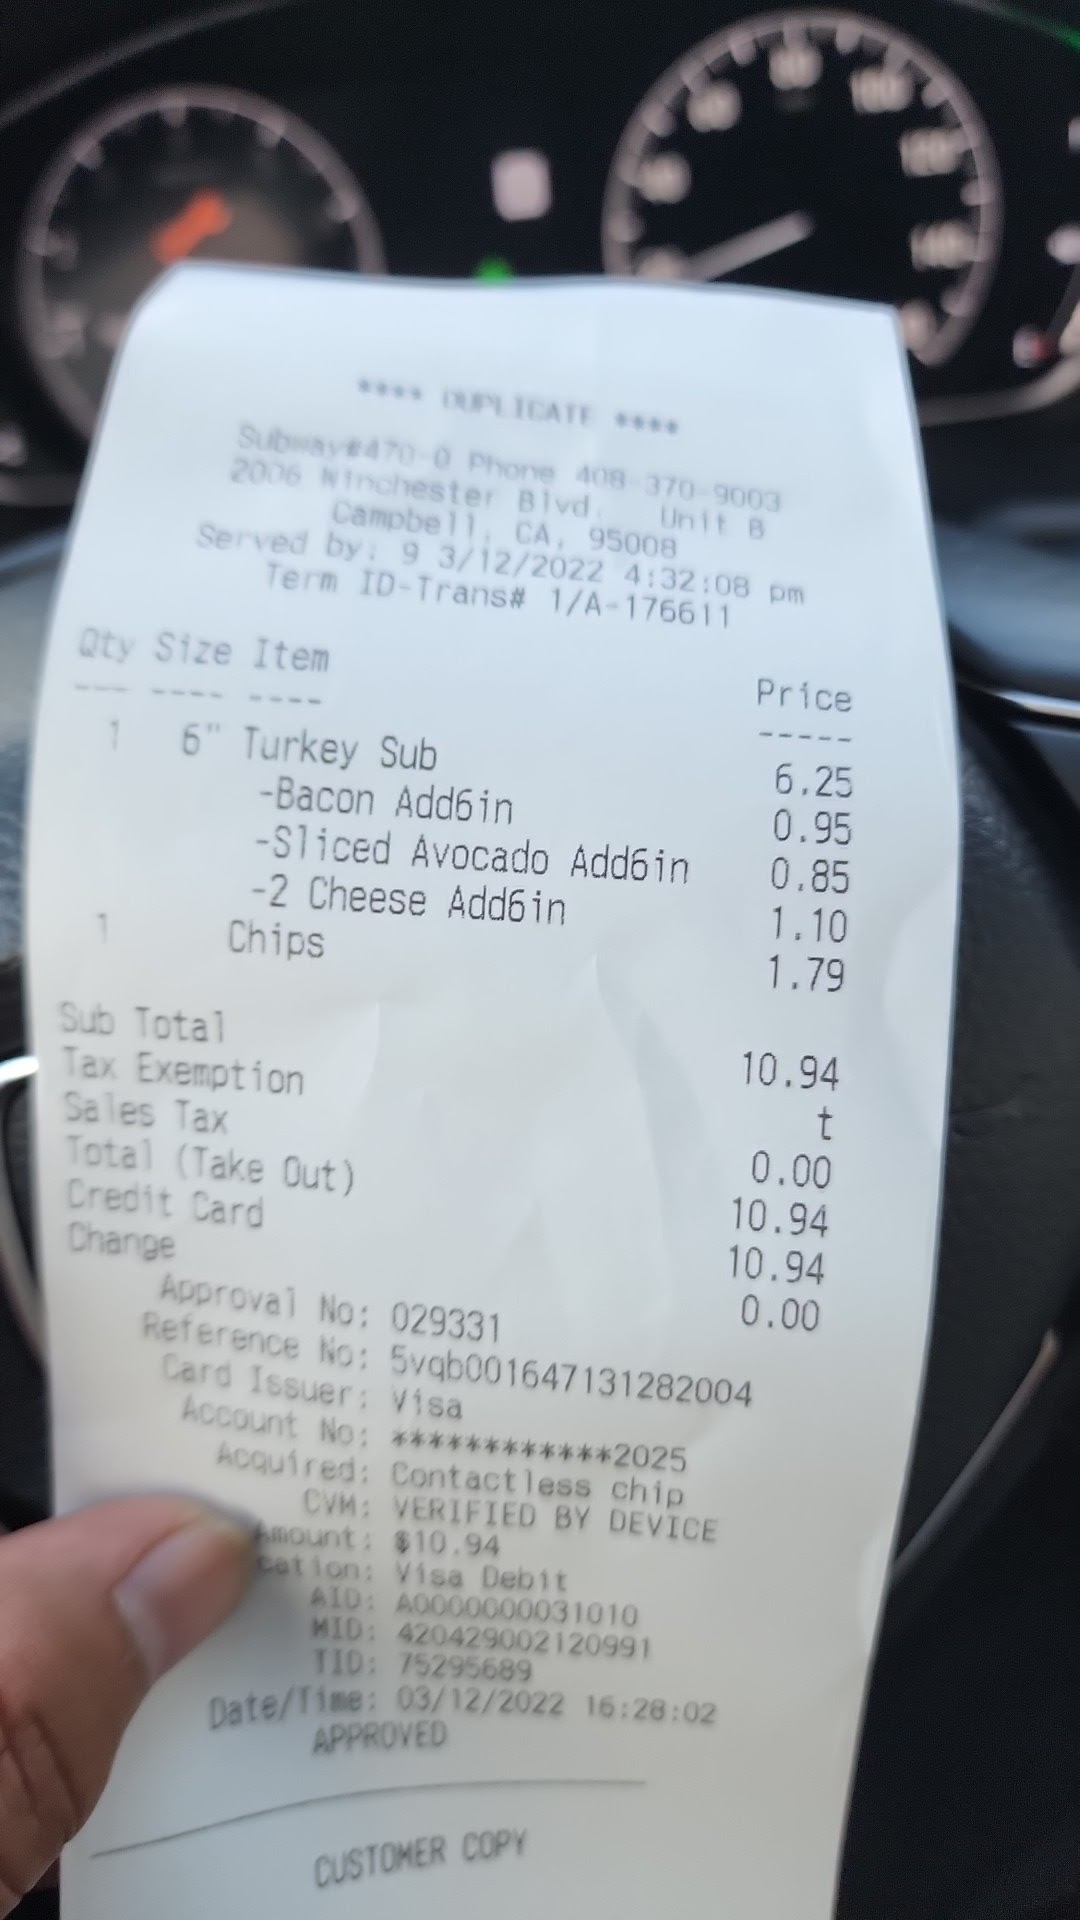 **** DUPLICATE ****
Subway#470-0 Phone 408-370-9003
2006 Winchester Blvd. Unit B
Campbell, CA, 95008
Served by: 9 3/12/2022 4:32:08 pm
Term ID-Trans# 1/A-176611
Qty Size Item Price
--- ---- ---- -----
1 6" Turkey Sub 6.25
-Bacon Add6in 0.95
-Sliced Avocado Add6in 0.85
-2 Cheese Add6in 1.10
1 Chips 1.79
Sub Total 10.94
Tax Exemption t
Sales Tax 0.00
Total (Take Out) 10.94
Credit Card 10.94
Change 0.00
Approval No: 029331
Reference No: 5vqb001647131282004
Card Issuer: Visa
Account No: ************2025
Acquired: Contactless chip
CVM: VERIFIED BY DEVICE
Amount: $10.94
cation: Visa Debit
AID: A0000000031010
MID: 420429002120991
TID: 75295689
Date/Time: 03/12/2022 16:28:02
APPROVED
CUSTOMER COPY